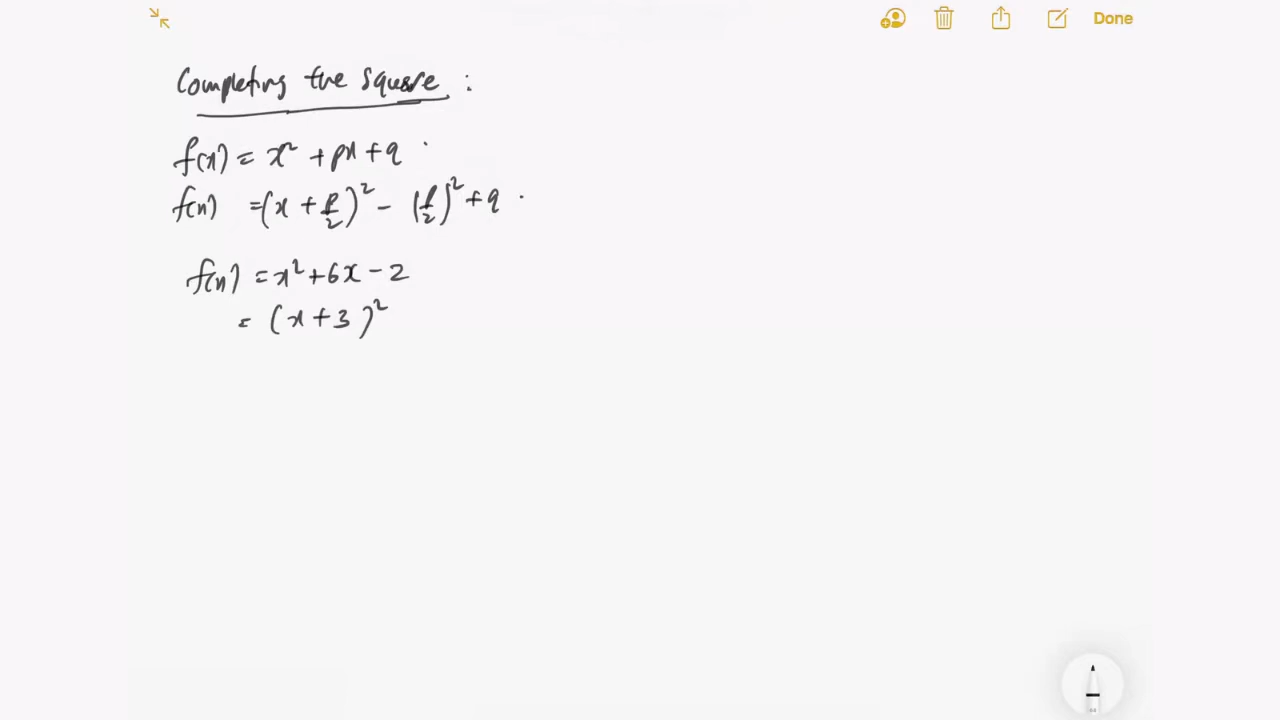 Done
Completing the square :
f(x) = x² + px + q
f(x) = (x + p/2)² - (p/2)² + q
f(x) = x² + 6x - 2
= (x + 3)²